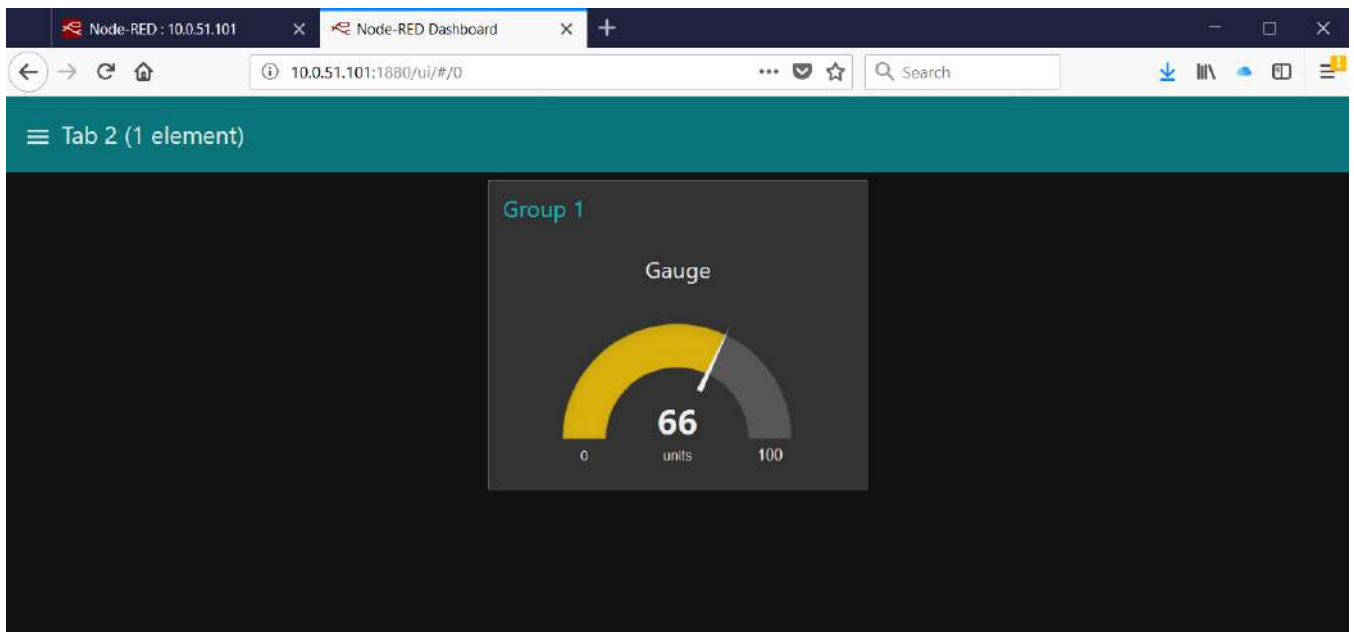 Node-RED : 10.0.51.101
Node-RED Dashboard
10.0.51.101:1880/ui/#/0
Search
Tab 2 (1 element)
Group 1
Gauge
66
0 units 100